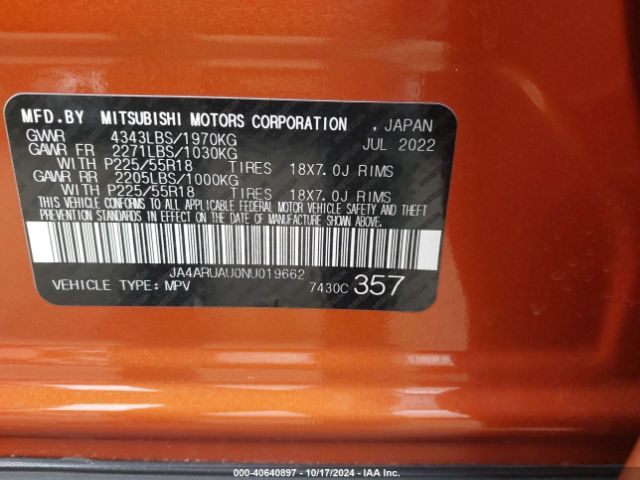 MFD.BY MITSUBISHI MOTORS CORPORATION . JAPAN
GVWR 4343LBS/1970KG JUL 2022
GAWR FR 2271LBS/1030KG
WITH P225/55R18 TIRES 18X7.0J RIMS
GAWR RR 2205LBS/1000KG
WITH P225/55R18 TIRES 18X7.0J RIMS
THIS VEHICLE CONFORMS TO ALL APPLICABLE FEDERAL MOTOR VEHICLE SAFETY AND THEFT
PREVENTION STANDARDS IN EFFECT ON THE DATE OF MANUFACTURE SHOWN ABOVE.
JA4ARUAU0NU019662
VEHICLE TYPE:MPV 7430C 357
000-40640897 - 10/17/2024 - IAA Inc.